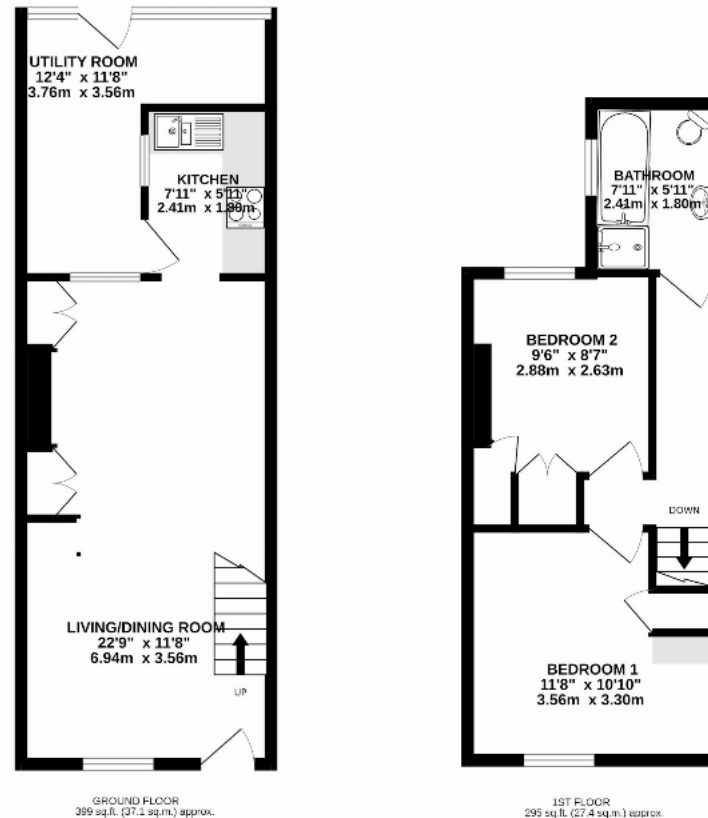 UTILITY ROOM
12'4" x 11'8"
3.76m x 3.56m
KITCHEN
7'11" x 5'11"
2.41m x 1.80m
LIVING/DINING ROOM
22'9" x 11'8"
6.94m x 3.56m
UP
GROUND FLOOR
399 sq.ft. (37.1 sq.m.) approx.
BATHROOM
7'11" x 5'11"
2.41m x 1.80m
BEDROOM 2
9'6" x 8'7"
2.88m x 2.63m
DOWN
BEDROOM 1
11'8" x 10'10"
3.56m x 3.30m
1ST FLOOR
295 sq.ft. (27.4 sq.m.) approx.